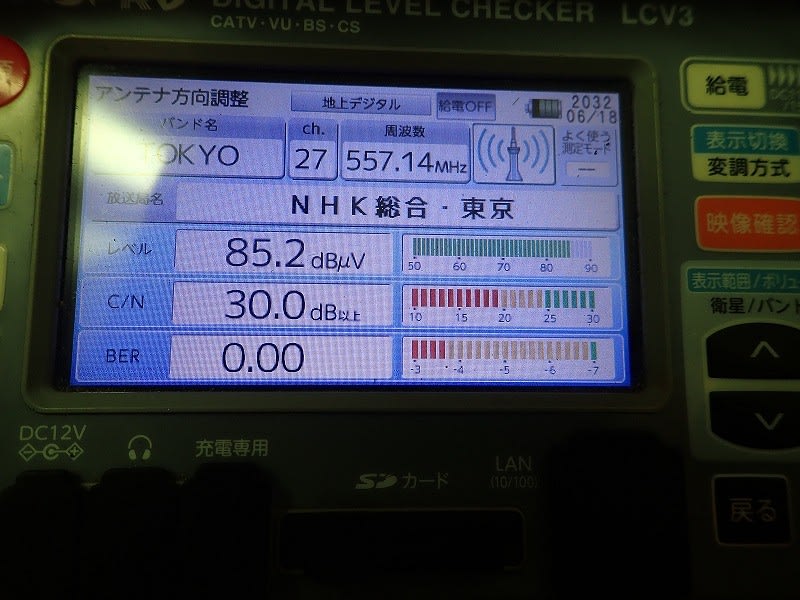 DIGITAL LEVEL CHECKER LCV3
CATV・VU・BS・CS
アンテナ方向調整
地上デジタル
給電OFF
2032
06/18
バンド名
TOKYO
ch.
27
周波数
557.14MHz
よく使う
測定モード
放送局名
NHK総合・東京
レベル
85.2dBμV
50 60 70 80 90
C/N
30.0dB以上
10 15 20 25 30
BER
0.00
-3 -4 -5 -6 -7
給電
表示切換
変調方式
映像確認
表示範囲/ボリュ
衛星/バンド
戻る
DC12V
充電専用
SDカード
LAN
(10/100)